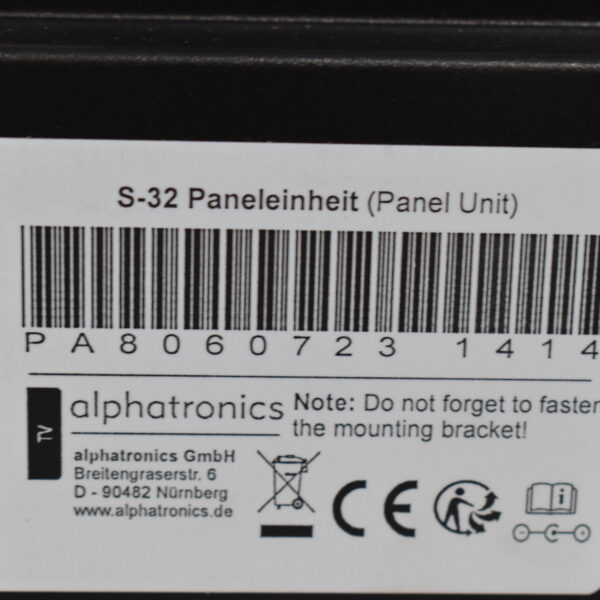 S-32 Paneleinheit (Panel Unit)
PA8060723 1414
TV
alphatronics
Note: Do not forget to fasten
the mounting bracket!
alphatronics GmbH
Breitengraserstr. 6
D - 90482 Nürnberg
www.alphatronics.de
CE
i